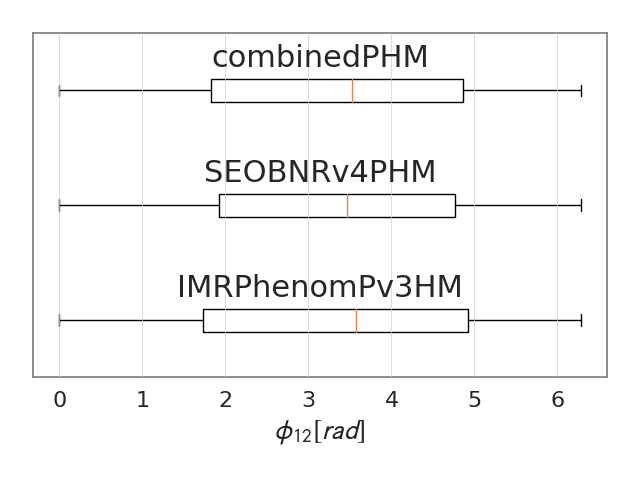 combinedPHM
SEOBNRv4PHM
IMRPhenomPv3HM
0 1 2 3 4 5 6
ϕ₁₂[rad]